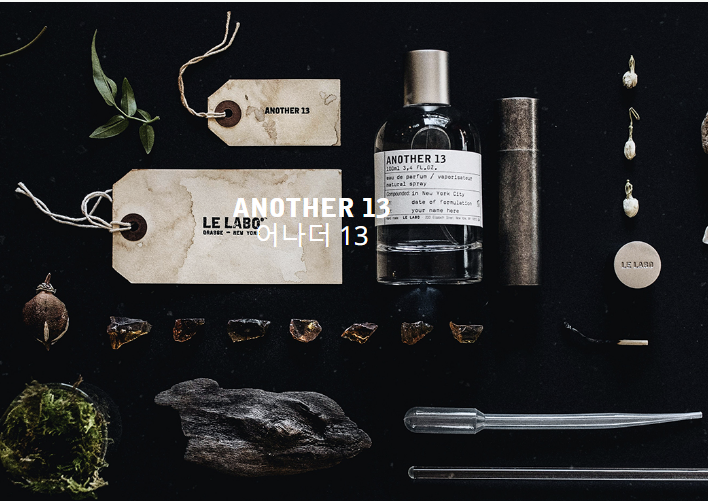 ANOTHER 13
ANOTHER 13
100ml 3,4 fL.OZ.
eau de parfum / vaporisateur
natural spray
Compounded in New York City
date of formulation
your name here
LE LABO
ANOTHER 13
어나더 13
LE LABO
GRASSE - NEW YORK
LE LABO